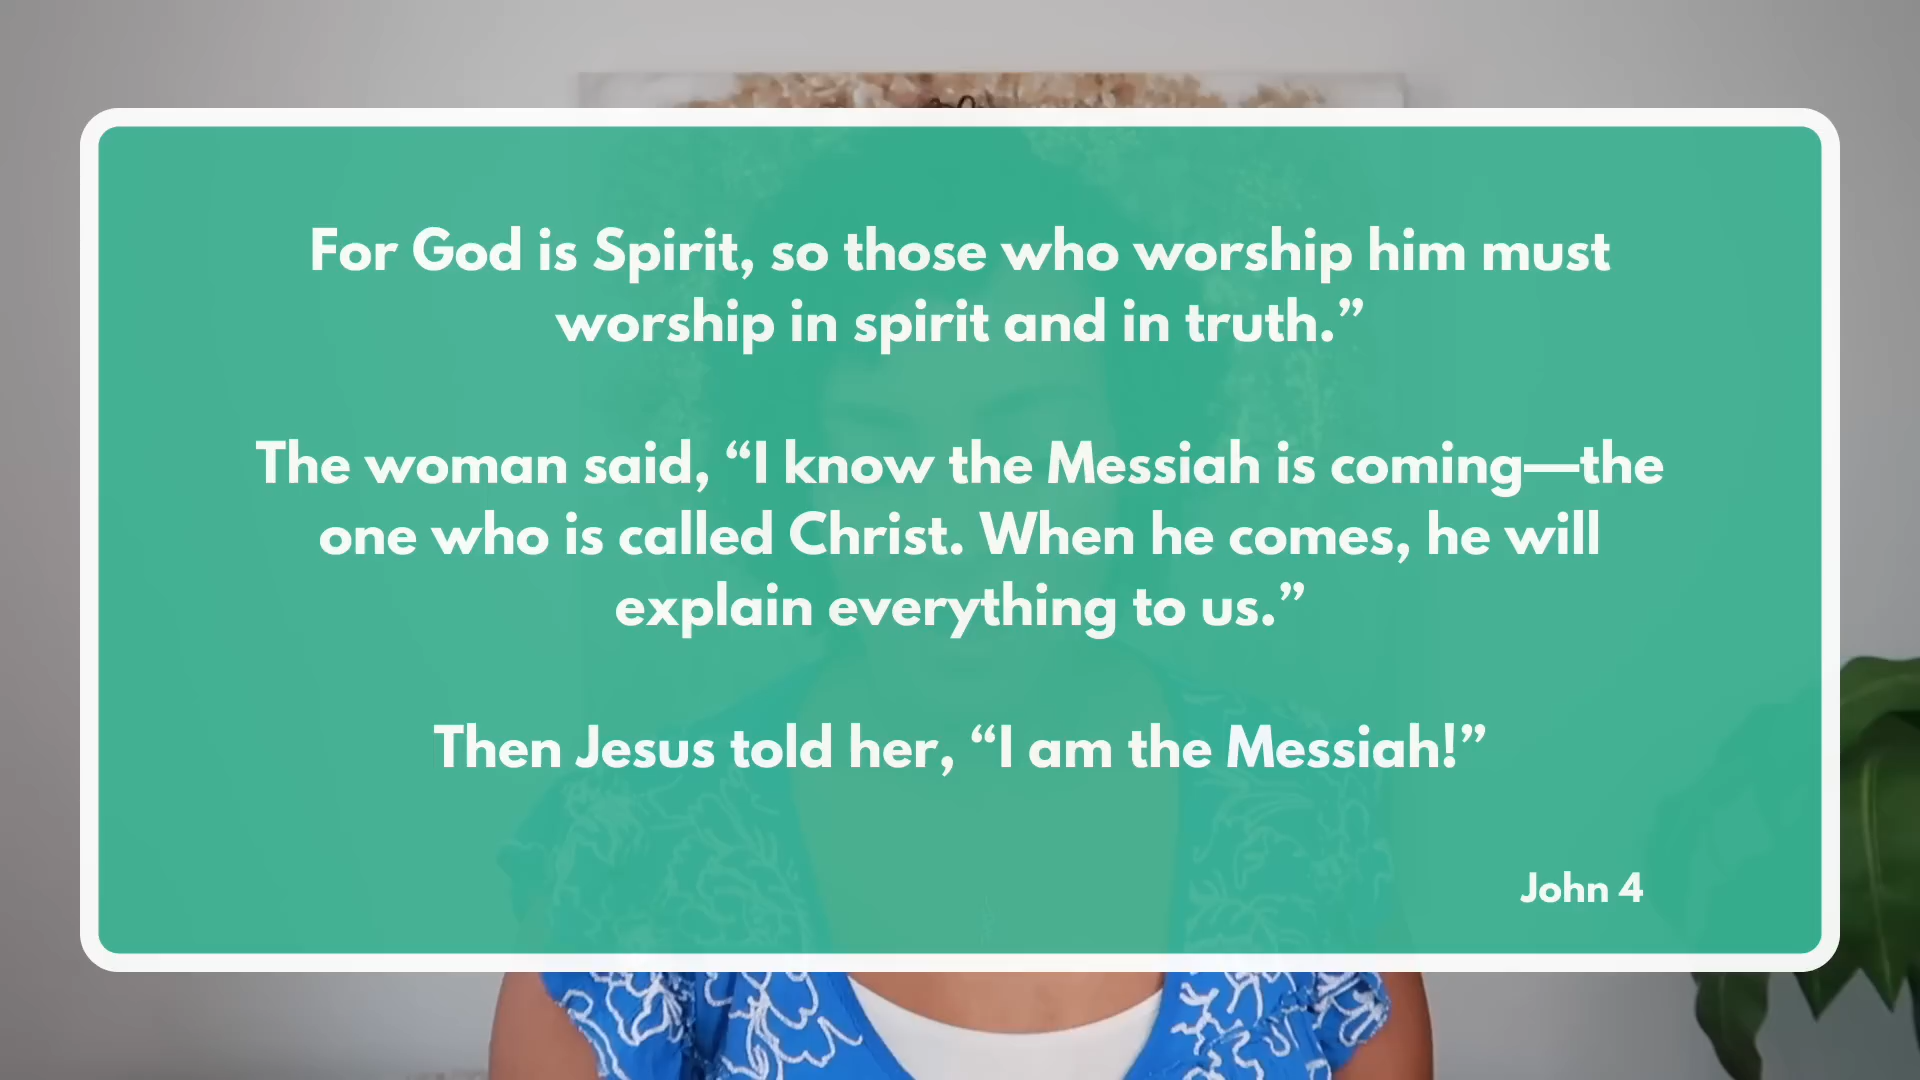 For God is Spirit, so those who worship him must
worship in spirit and in truth.”
The woman said, “I know the Messiah is coming—the
one who is called Christ. When he comes, he will
explain everything to us.”
Then Jesus told her, “I am the Messiah!”
John 4